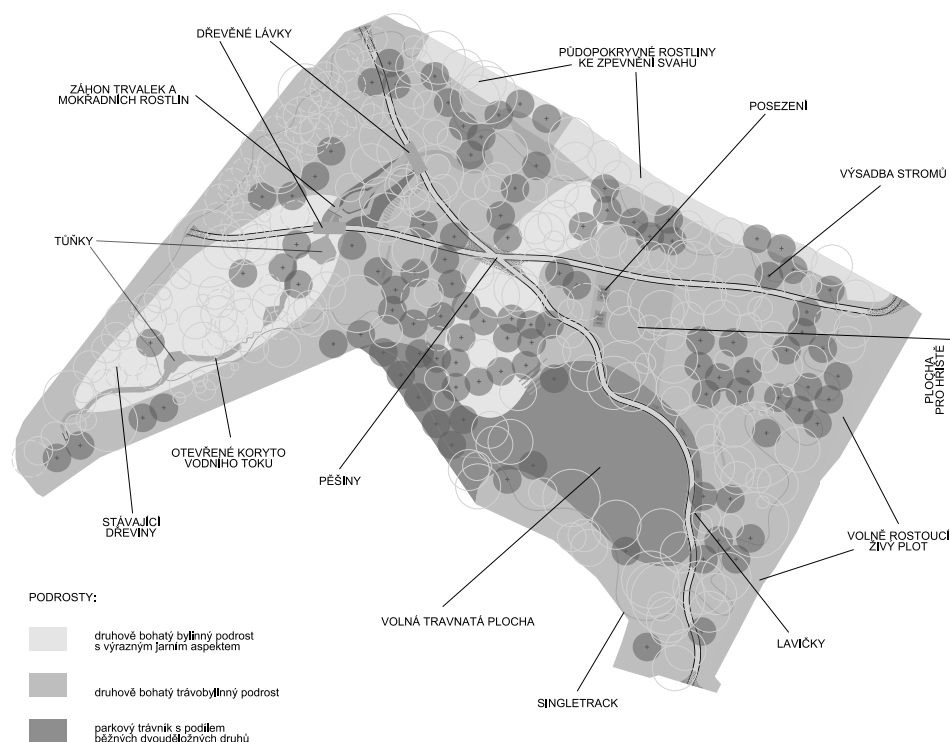 DŘEVĚNÉ LÁVKY
PŮDOPOKRYVNÉ ROSTLINY
KE ZPEVNĚNÍ SVAHU
ZÁHON TRVALEK A
MOKŘADNÍCH ROSTLIN
POSEZENÍ
VÝSADBA STROMŮ
TŮŇKY
PLOCHA
PRO HŘIŠTĚ
OTEVŘENÉ KORYTO
VODNÍHO TOKU
PĚŠINY
STÁVAJÍCÍ
DŘEVINY
VOLNĚ ROSTOUCÍ
ŽIVÝ PLOT
VOLNÁ TRAVNATÁ PLOCHA
LAVIČKY
SINGLETRACK
PODROSTY:
druhově bohatý bylinný podrost
s výrazným jarním aspektem
druhově bohatý trávobylinný podrost
parkový trávník s podílem
běžných dvouděložných druhů